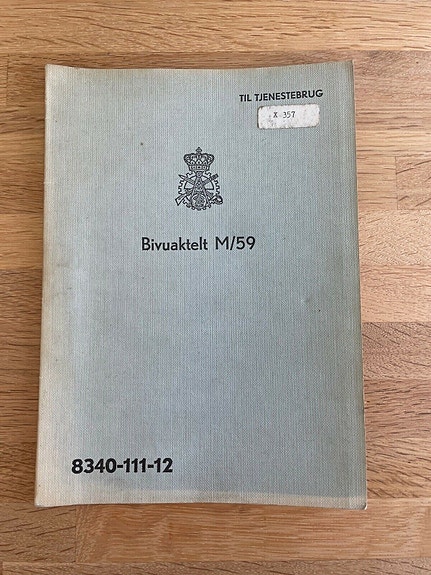 TIL TJENESTEBRUG
X 357
Bivuaktelt M/59
8340-111-12